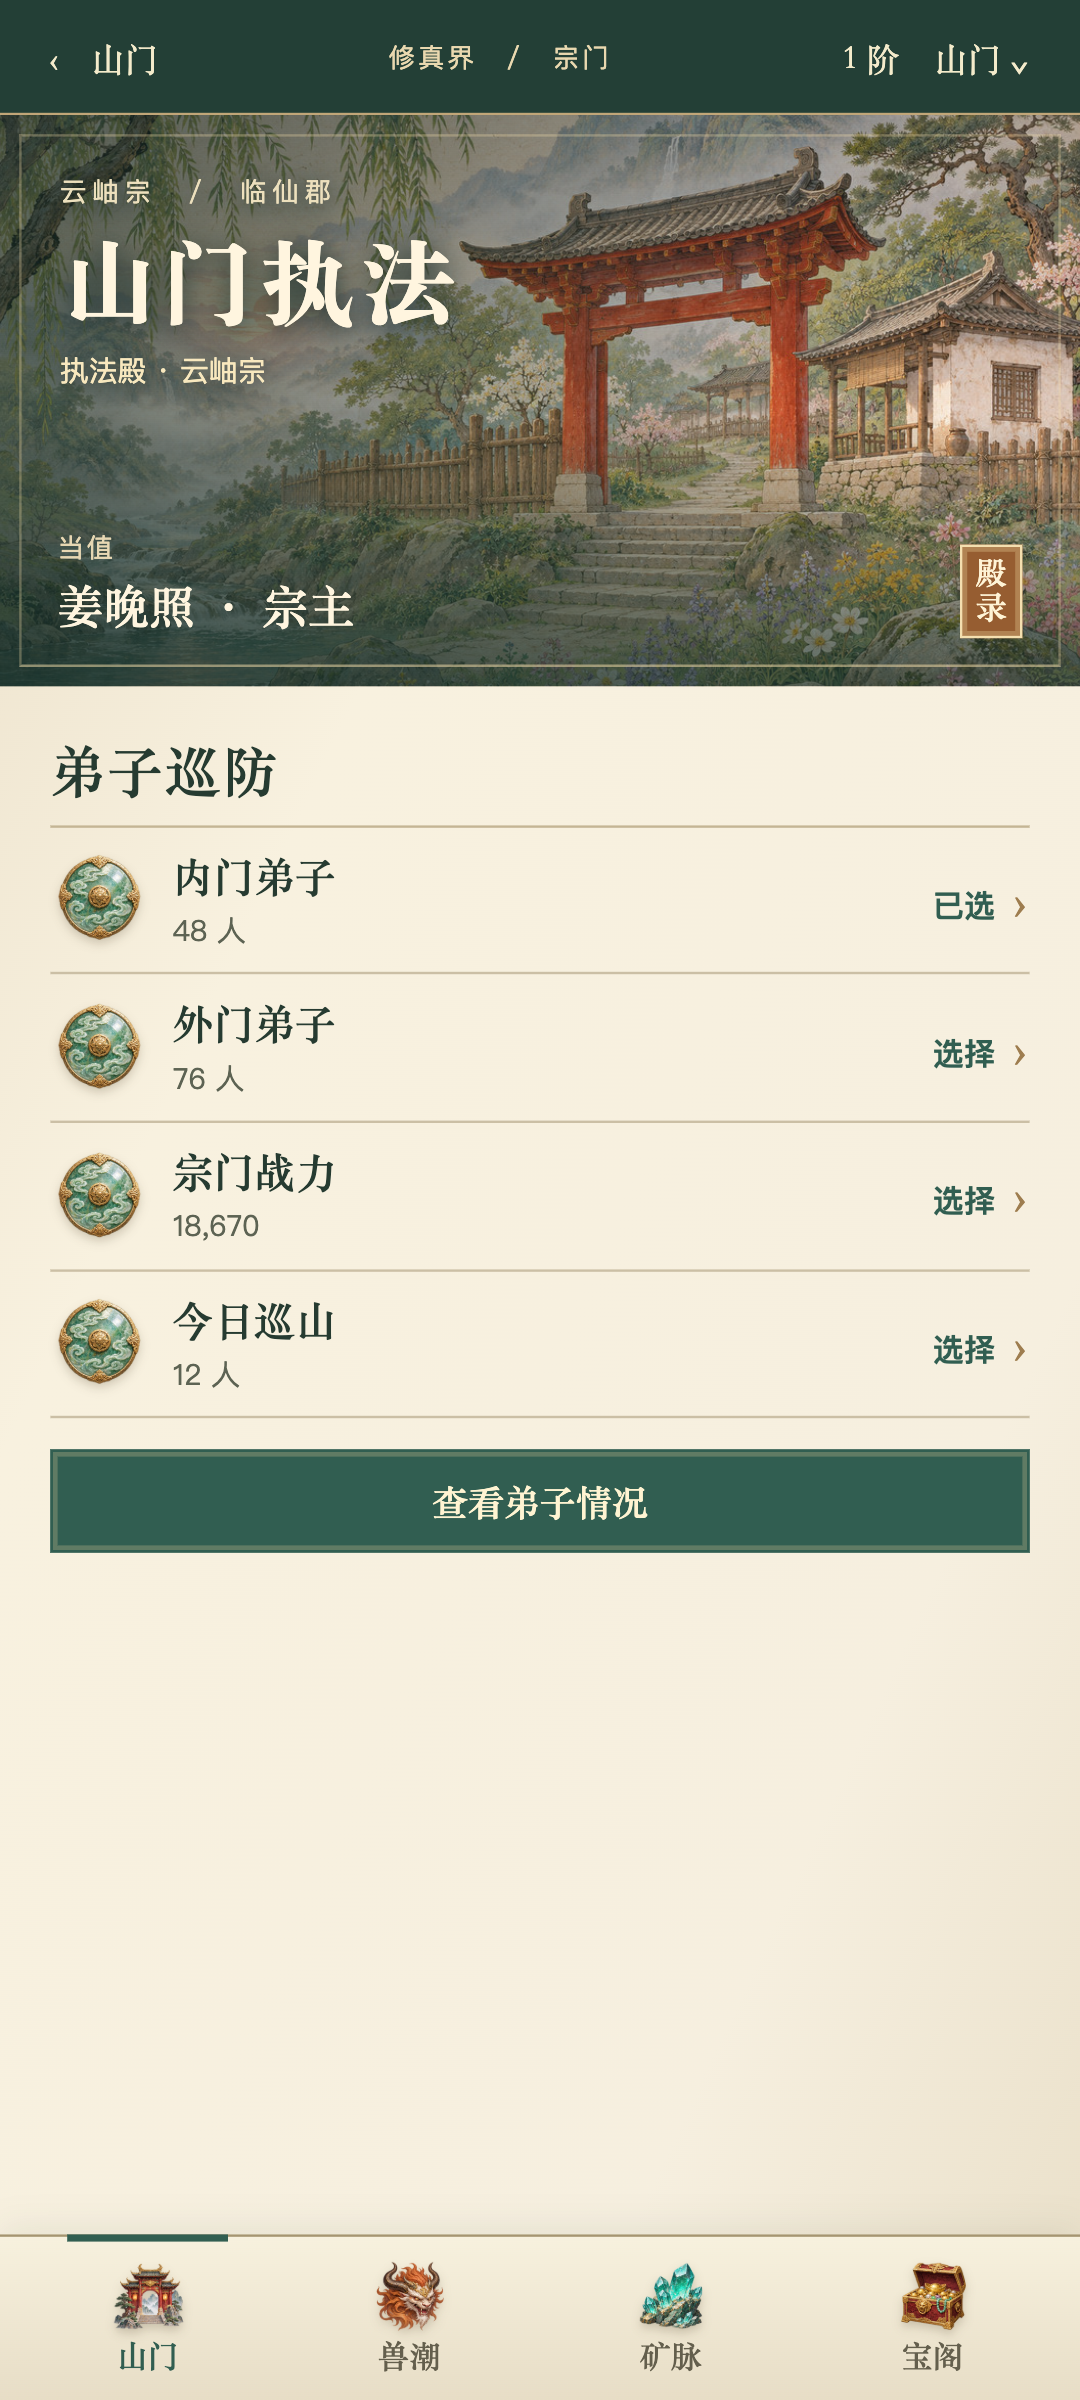 ‹ 山门 修真界 / 宗门 1 阶 山门
云岫宗 / 临仙郡
山门执法
执法殿 · 云岫宗
当值
姜晚照 · 宗主
殿录
弟子巡防
内门弟子
48 人
已选 ›
外门弟子
76 人
选择 ›
宗门战力
18,670
选择 ›
今日巡山
12 人
选择 ›
查看弟子情况
山门 兽潮 矿脉 宝阁